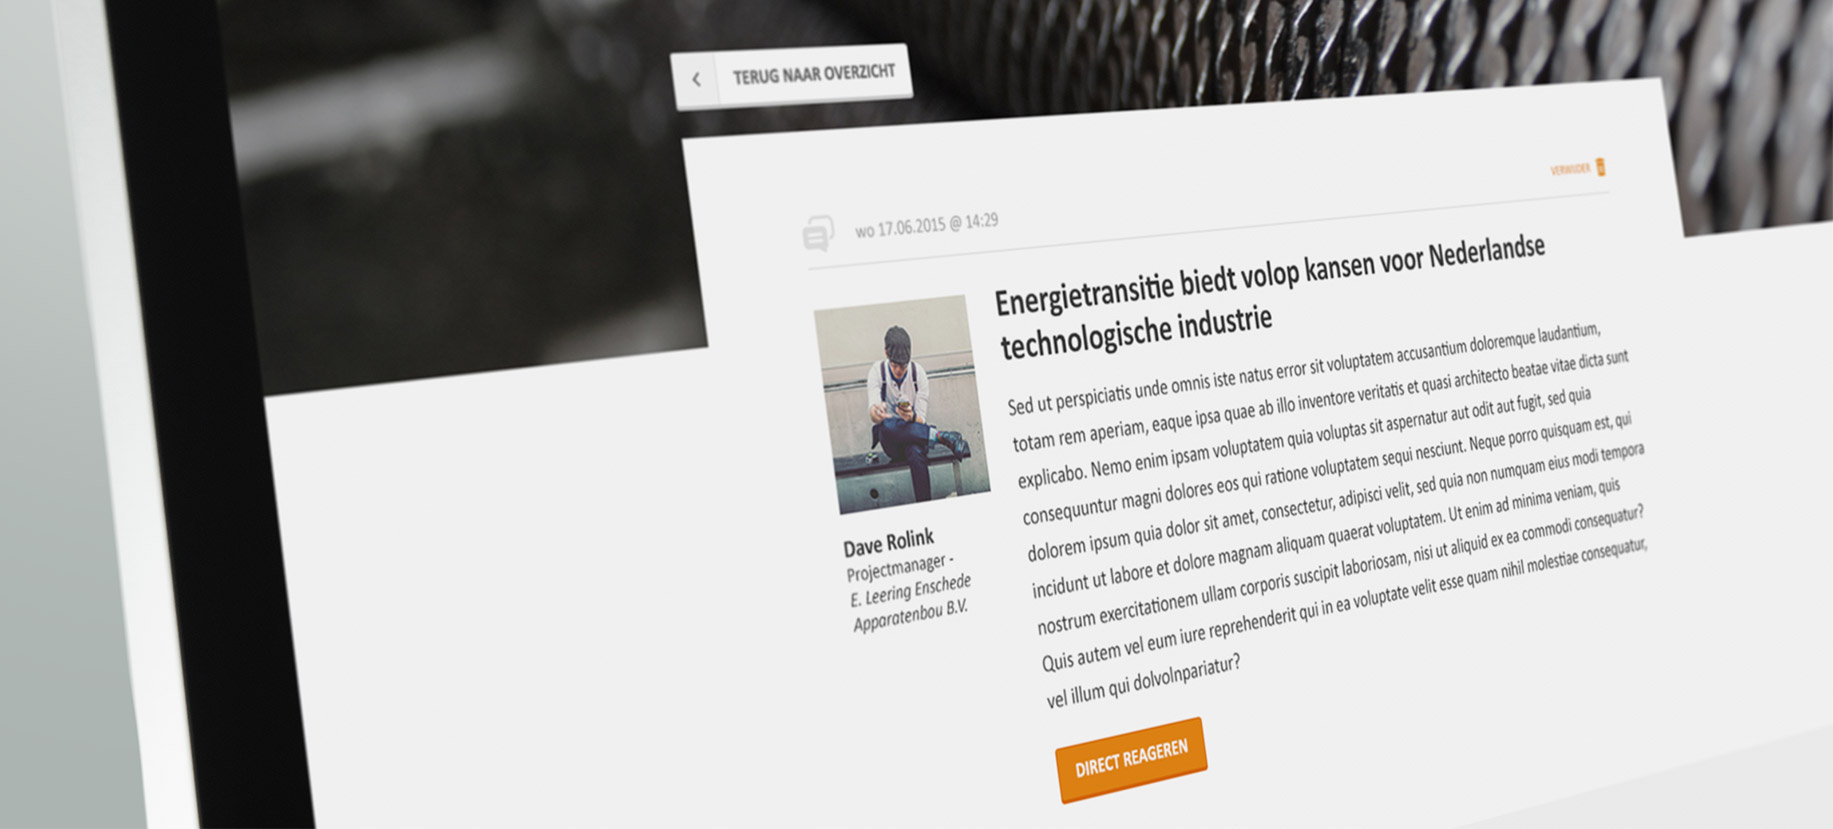 TERUG NAAR OVERZICHT
VERWIJDER
wo 17.06.2015 @ 14:29
Energietransitie biedt volop kansen voor Nederlandse
technologische industrie
Sed ut perspiciatis unde omnis iste natus error sit voluptatem accusantium doloremque laudantium,
totam rem aperiam, eaque ipsa quae ab illo inventore veritatis et quasi architecto beatae vitae dicta sunt
explicabo. Nemo enim ipsam voluptatem quia voluptas sit aspernatur aut odit aut fugit, sed quia
consequuntur magni dolores eos qui ratione voluptatem sequi nesciunt. Neque porro quisquam est, qui
dolorem ipsum quia dolor sit amet, consectetur, adipisci velit, sed quia non numquam eius modi tempora
incidunt ut labore et dolore magnam aliquam quaerat voluptatem. Ut enim ad minima veniam, quis
nostrum exercitationem ullam corporis suscipit laboriosam, nisi ut aliquid ex ea commodi consequatur?
Quis autem vel eum iure reprehenderit qui in ea voluptate velit esse quam nihil molestiae consequatur,
vel illum qui dolvolnpariatur?
Dave Rolink
Projectmanager -
E. Leering Enschede
Apparatenbou B.V.
DIRECT REAGEREN